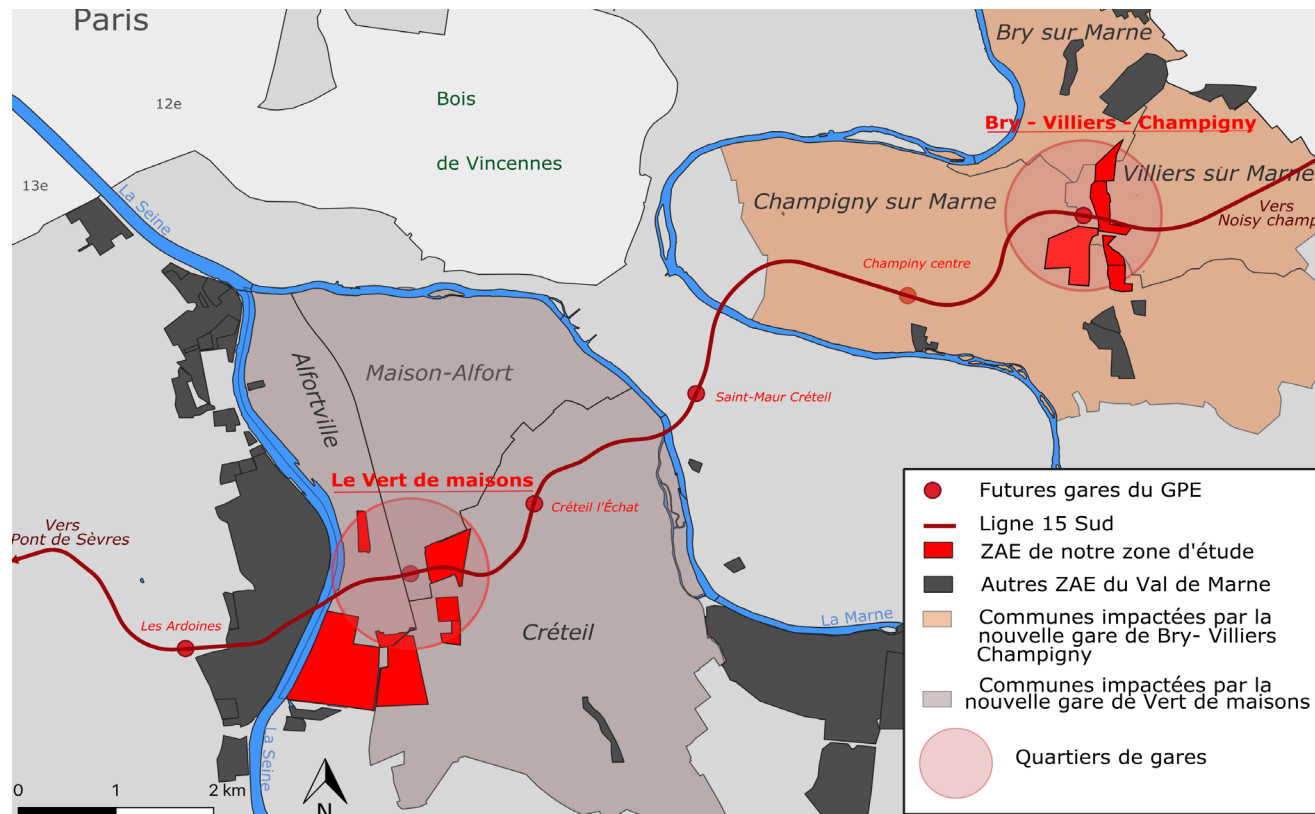 Paris
Bry sur Marne
12e
Bois
de Vincennes
Bry - Villiers - Champigny
13e
La Seine
Champigny sur Marne
Villiers sur Marne
Vers
Noisy champ
Champiny centre
Alfortville
Maison-Alfort
Saint-Maur Créteil
Le Vert de maisons
Créteil l'Échat
Vers
Pont de Sèvres
Les Ardoines
Créteil
La Marne
La Seine
0 1 2 km
N
Futures gares du GPE
Ligne 15 Sud
ZAE de notre zone d'étude
Autres ZAE du Val de Marne
Communes impactées par la
nouvelle gare de Bry- Villiers
Champigny
Communes impactées par la
nouvelle gare de Vert de maisons
Quartiers de gares